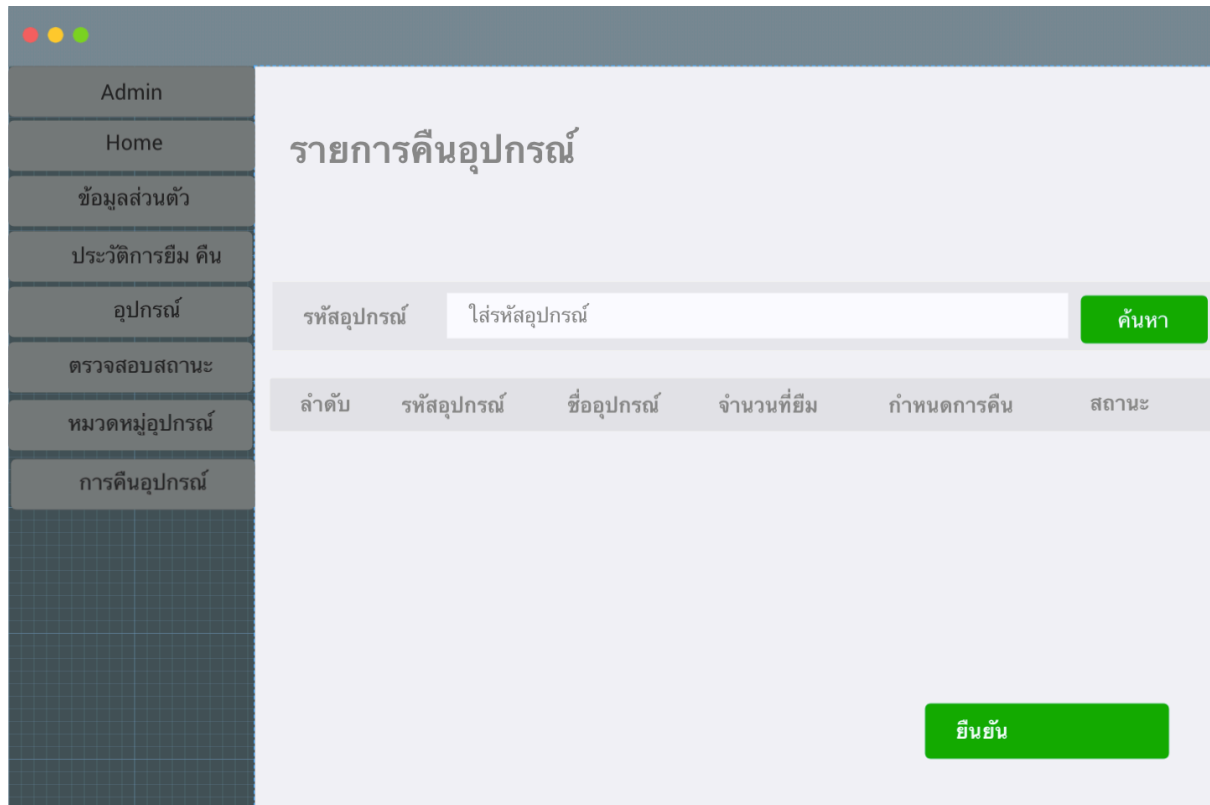 Admin
Home
ข้อมูลส่วนตัว
ประวัติการยืม คืน
อุปกรณ์
ตรวจสอบสถานะ
หมวดหมู่อุปกรณ์
การคืนอุปกรณ์
รายการคืนอุปกรณ์
รหัสอุปกรณ์ ใส่รหัสอุปกรณ์ ค้นหา
ลำดับ รหัสอุปกรณ์ ชื่ออุปกรณ์ จำนวนที่ยืม กำหนดการคืน สถานะ
ยืนยัน